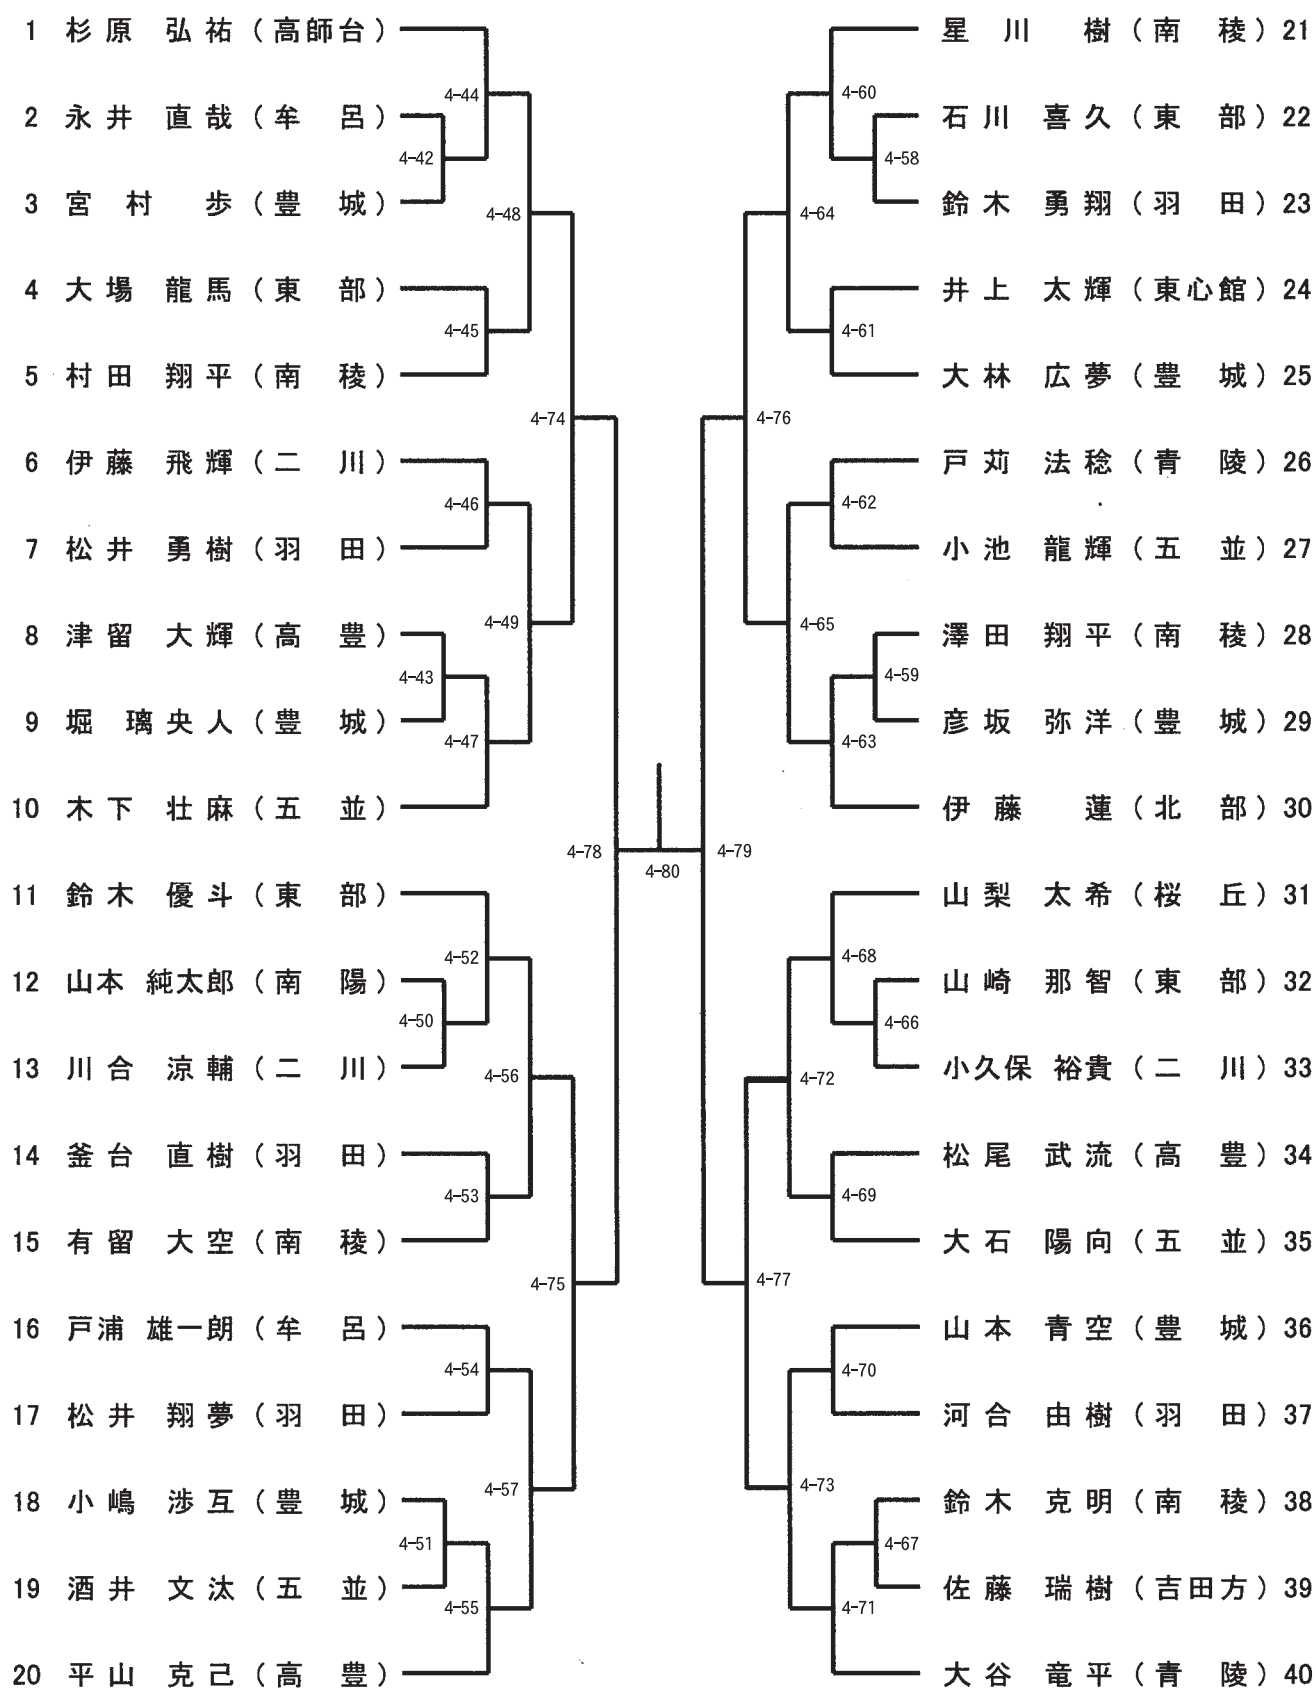 1 杉原 弘祐 (高師台)
2 永井 直哉 (牟呂)
3 宮村 歩 (豊城)
4 大場 龍馬 (東部)
5 村田 翔平 (南稜)
6 伊藤 飛輝 (二川)
7 松井 勇樹 (羽田)
8 津留 大輝 (高豊)
9 堀 璃央人 (豊城)
10 木下 壮麻 (五並)
11 鈴木 優斗 (東部)
12 山本 純太郎 (南陽)
13 川合 涼輔 (二川)
14 釜台 直樹 (羽田)
15 有留 大空 (南稜)
16 戸浦 雄一朗 (牟呂)
17 松井 翔夢 (羽田)
18 小嶋 渉互 (豊城)
19 酒井 文汰 (五並)
20 平山 克己 (高豊)
4-44
4-42
4-48
4-45
4-74
4-46
4-49
4-43
4-47
4-78
4-52
4-50
4-56
4-53
4-75
4-54
4-57
4-51
4-55
4-80
4-60
4-58
4-64
4-61
4-76
4-62
4-65
4-59
4-63
4-79
4-68
4-66
4-72
4-69
4-77
4-70
4-73
4-67
4-71
星川 樹 (南稜) 21
石川 喜久 (東部) 22
鈴木 勇翔 (羽田) 23
井上 太輝 (東心館) 24
大林 広夢 (豊城) 25
戸苅 法稔 (青陵) 26
小池 龍輝 (五並) 27
澤田 翔平 (南稜) 28
彦坂 弥洋 (豊城) 29
伊藤 蓮 (北部) 30
山梨 太希 (桜丘) 31
山崎 那智 (東部) 32
小久保 裕貴 (二川) 33
松尾 武流 (高豊) 34
大石 陽向 (五並) 35
山本 青空 (豊城) 36
河合 由樹 (羽田) 37
鈴木 克明 (南稜) 38
佐藤 瑞樹 (吉田方) 39
大谷 竜平 (青陵) 40